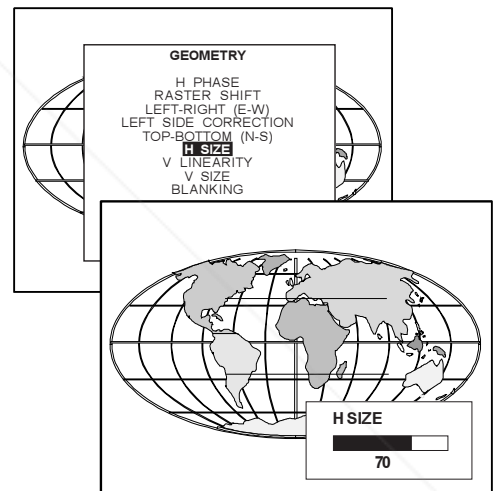 GEOMETRY
H PHASE
RASTER SHIFT
LEFT-RIGHT (E-W)
LEFT SIDE CORRECTION
TOP-BOTTOM (N-S)
H SIZE
V LINEARITY
V SIZE
BLANKING
H SIZE
70